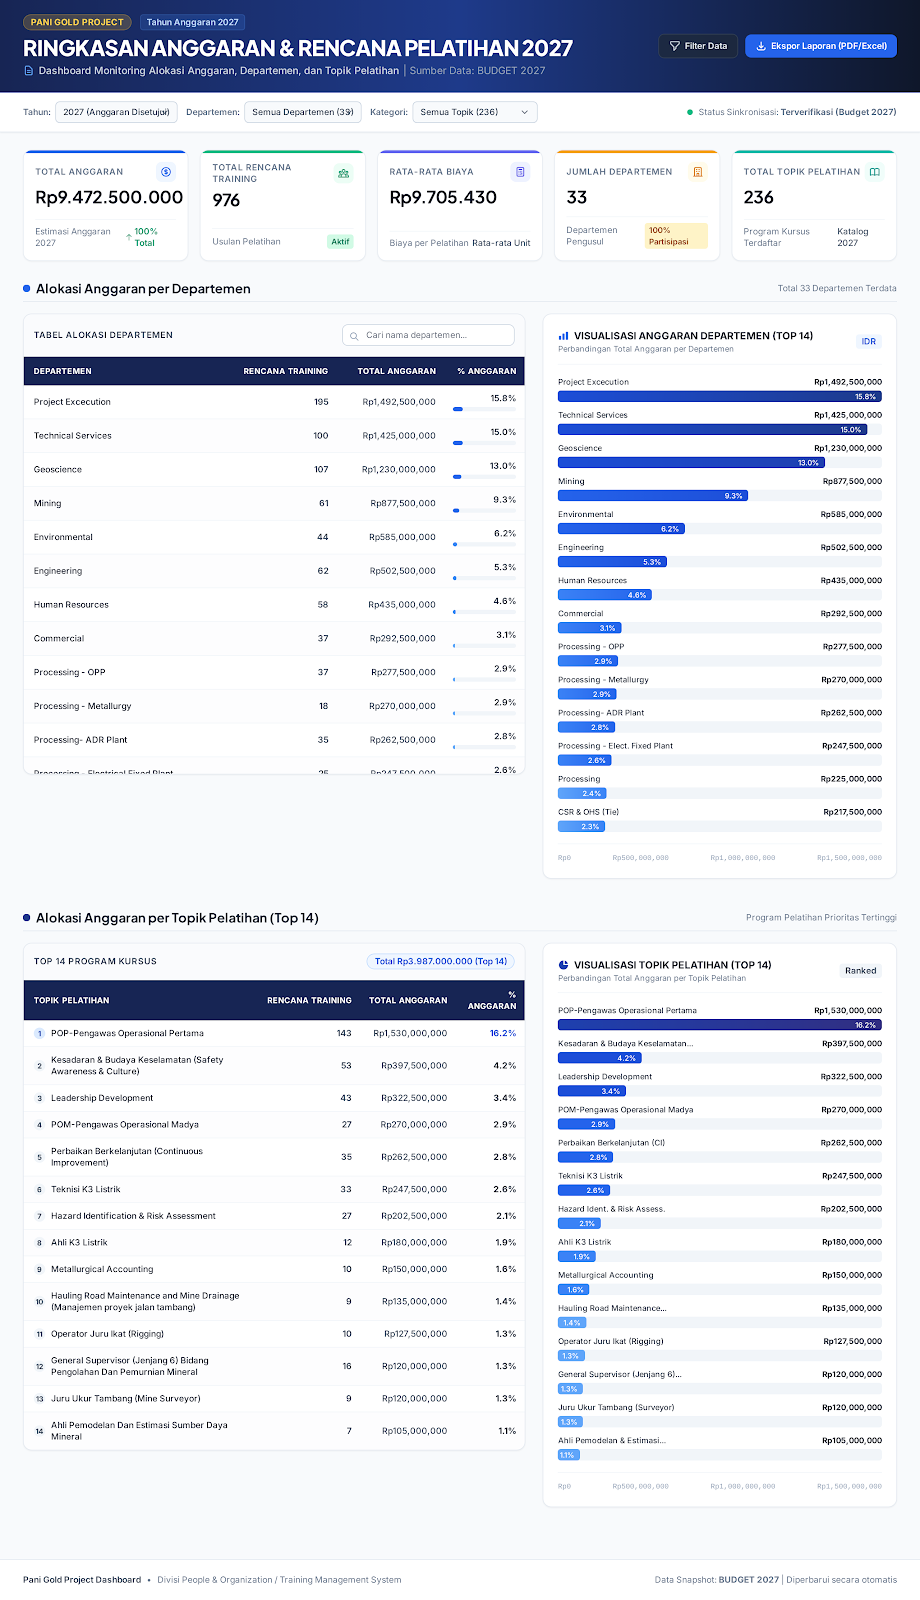 PANI GOLD PROJECT
Tahun Anggaran 2027
RINGKASAN ANGGARAN & RENCANA PELATIHAN 2027
Dashboard Monitoring Alokasi Anggaran, Departemen, dan Topik Pelatihan | Sumber Data: BUDGET 2027
Filter Data
Ekspor Laporan (PDF/Excel)
Tahun: 2027 (Anggaran Disetujui) Departemen: Semua Departemen (33) Kategori: Semua Topik (236)
Status Sinkronisasi: Terverifikasi (Budget 2027)
TOTAL ANGGARAN
Rp9.472.500.000
Estimasi Anggaran 2027
↑ 100% Total
TOTAL RENCANA TRAINING
976
Usulan Pelatihan
Aktif
RATA-RATA BIAYA
Rp9.705.430
Biaya per Pelatihan
Rata-rata Unit
JUMLAH DEPARTEMEN
33
Departemen Pengusul
100% Partisipasi
TOTAL TOPIK PELATIHAN
236
Program Kursus Terdaftar
Katalog 2027
Alokasi Anggaran per Departemen
Total 33 Departemen Terdata
TABEL ALOKASI DEPARTEMEN
Cari nama departemen...
DEPARTEMEN RENCANA TRAINING TOTAL ANGGARAN % ANGGARAN
Project Excecution 195 Rp1,492,500,000 15.8%
Technical Services 100 Rp1,425,000,000 15.0%
Geoscience 107 Rp1,230,000,000 13.0%
Mining 61 Rp877,500,000 9.3%
Environmental 44 Rp585,000,000 6.2%
Engineering 62 Rp502,500,000 5.3%
Human Resources 58 Rp435,000,000 4.6%
Commercial 37 Rp292,500,000 3.1%
Processing - OPP 37 Rp277,500,000 2.9%
Processing - Metallurgy 18 Rp270,000,000 2.9%
Processing- ADR Plant 35 Rp262,500,000 2.8%
Processing - Electrical Fixed Plant 25 Rp247,500,000 2.6%
VISUALISASI ANGGARAN DEPARTEMEN (TOP 14)
Perbandingan Total Anggaran per Departemen
IDR
Project Excecution Rp1,492,500,000
15.8%
Technical Services Rp1,425,000,000
15.0%
Geoscience Rp1,230,000,000
13.0%
Mining Rp877,500,000
9.3%
Environmental Rp585,000,000
6.2%
Engineering Rp502,500,000
5.3%
Human Resources Rp435,000,000
4.6%
Commercial Rp292,500,000
3.1%
Processing - OPP Rp277,500,000
2.9%
Processing - Metallurgy Rp270,000,000
2.9%
Processing- ADR Plant Rp262,500,000
2.8%
Processing - Elect. Fixed Plant Rp247,500,000
2.6%
Processing Rp225,000,000
2.4%
CSR & OHS (Tie) Rp217,500,000
2.3%
Rp0 Rp500,000,000 Rp1,000,000,000 Rp1,500,000,000
Alokasi Anggaran per Topik Pelatihan (Top 14)
Program Pelatihan Prioritas Tertinggi
TOP 14 PROGRAM KURSUS
Total Rp3.987.000.000 (Top 14)
TOPIK PELATIHAN RENCANA TRAINING TOTAL ANGGARAN % ANGGARAN
1 POP-Pengawas Operasional Pertama 143 Rp1,530,000,000 16.2%
2 Kesadaran & Budaya Keselamatan (Safety Awareness & Culture) 53 Rp397,500,000 4.2%
3 Leadership Development 43 Rp322,500,000 3.4%
4 POM-Pengawas Operasional Madya 27 Rp270,000,000 2.9%
5 Perbaikan Berkelanjutan (Continuous Improvement) 35 Rp262,500,000 2.8%
6 Teknisi K3 Listrik 33 Rp247,500,000 2.6%
7 Hazard Identification & Risk Assessment 27 Rp202,500,000 2.1%
8 Ahli K3 Listrik 12 Rp180,000,000 1.9%
9 Metallurgical Accounting 10 Rp150,000,000 1.6%
10 Hauling Road Maintenance and Mine Drainage (Manajemen proyek jalan tambang) 9 Rp135,000,000 1.4%
11 Operator Juru Ikat (Rigging) 10 Rp127,500,000 1.3%
12 General Supervisor (Jenjang 6) Bidang Pengolahan Dan Pemurnian Mineral 16 Rp120,000,000 1.3%
13 Juru Ukur Tambang (Mine Surveyor) 9 Rp120,000,000 1.3%
14 Ahli Pemodelan Dan Estimasi Sumber Daya Mineral 7 Rp105,000,000 1.1%
VISUALISASI TOPIK PELATIHAN (TOP 14)
Perbandingan Total Anggaran per Topik Pelatihan
Ranked
POP-Pengawas Operasional Pertama Rp1,530,000,000
16.2%
Kesadaran & Budaya Keselamatan... Rp397,500,000
4.2%
Leadership Development Rp322,500,000
3.4%
POM-Pengawas Operasional Madya Rp270,000,000
2.9%
Perbaikan Berkelanjutan (CI) Rp262,500,000
2.8%
Teknisi K3 Listrik Rp247,500,000
2.6%
Hazard Ident. & Risk Assess. Rp202,500,000
2.1%
Ahli K3 Listrik Rp180,000,000
1.9%
Metallurgical Accounting Rp150,000,000
1.6%
Hauling Road Maintenance... Rp135,000,000
1.4%
Operator Juru Ikat (Rigging) Rp127,500,000
1.3%
General Supervisor (Jenjang 6)... Rp120,000,000
1.3%
Juru Ukur Tambang (Surveyor) Rp120,000,000
1.3%
Ahli Pemodelan & Estimasi... Rp105,000,000
1.1%
Rp0 Rp500,000,000 Rp1,000,000,000 Rp1,500,000,000
Pani Gold Project Dashboard • Divisi People & Organization / Training Management System
Data Snapshot: BUDGET 2027 | Diperbarui secara otomatis